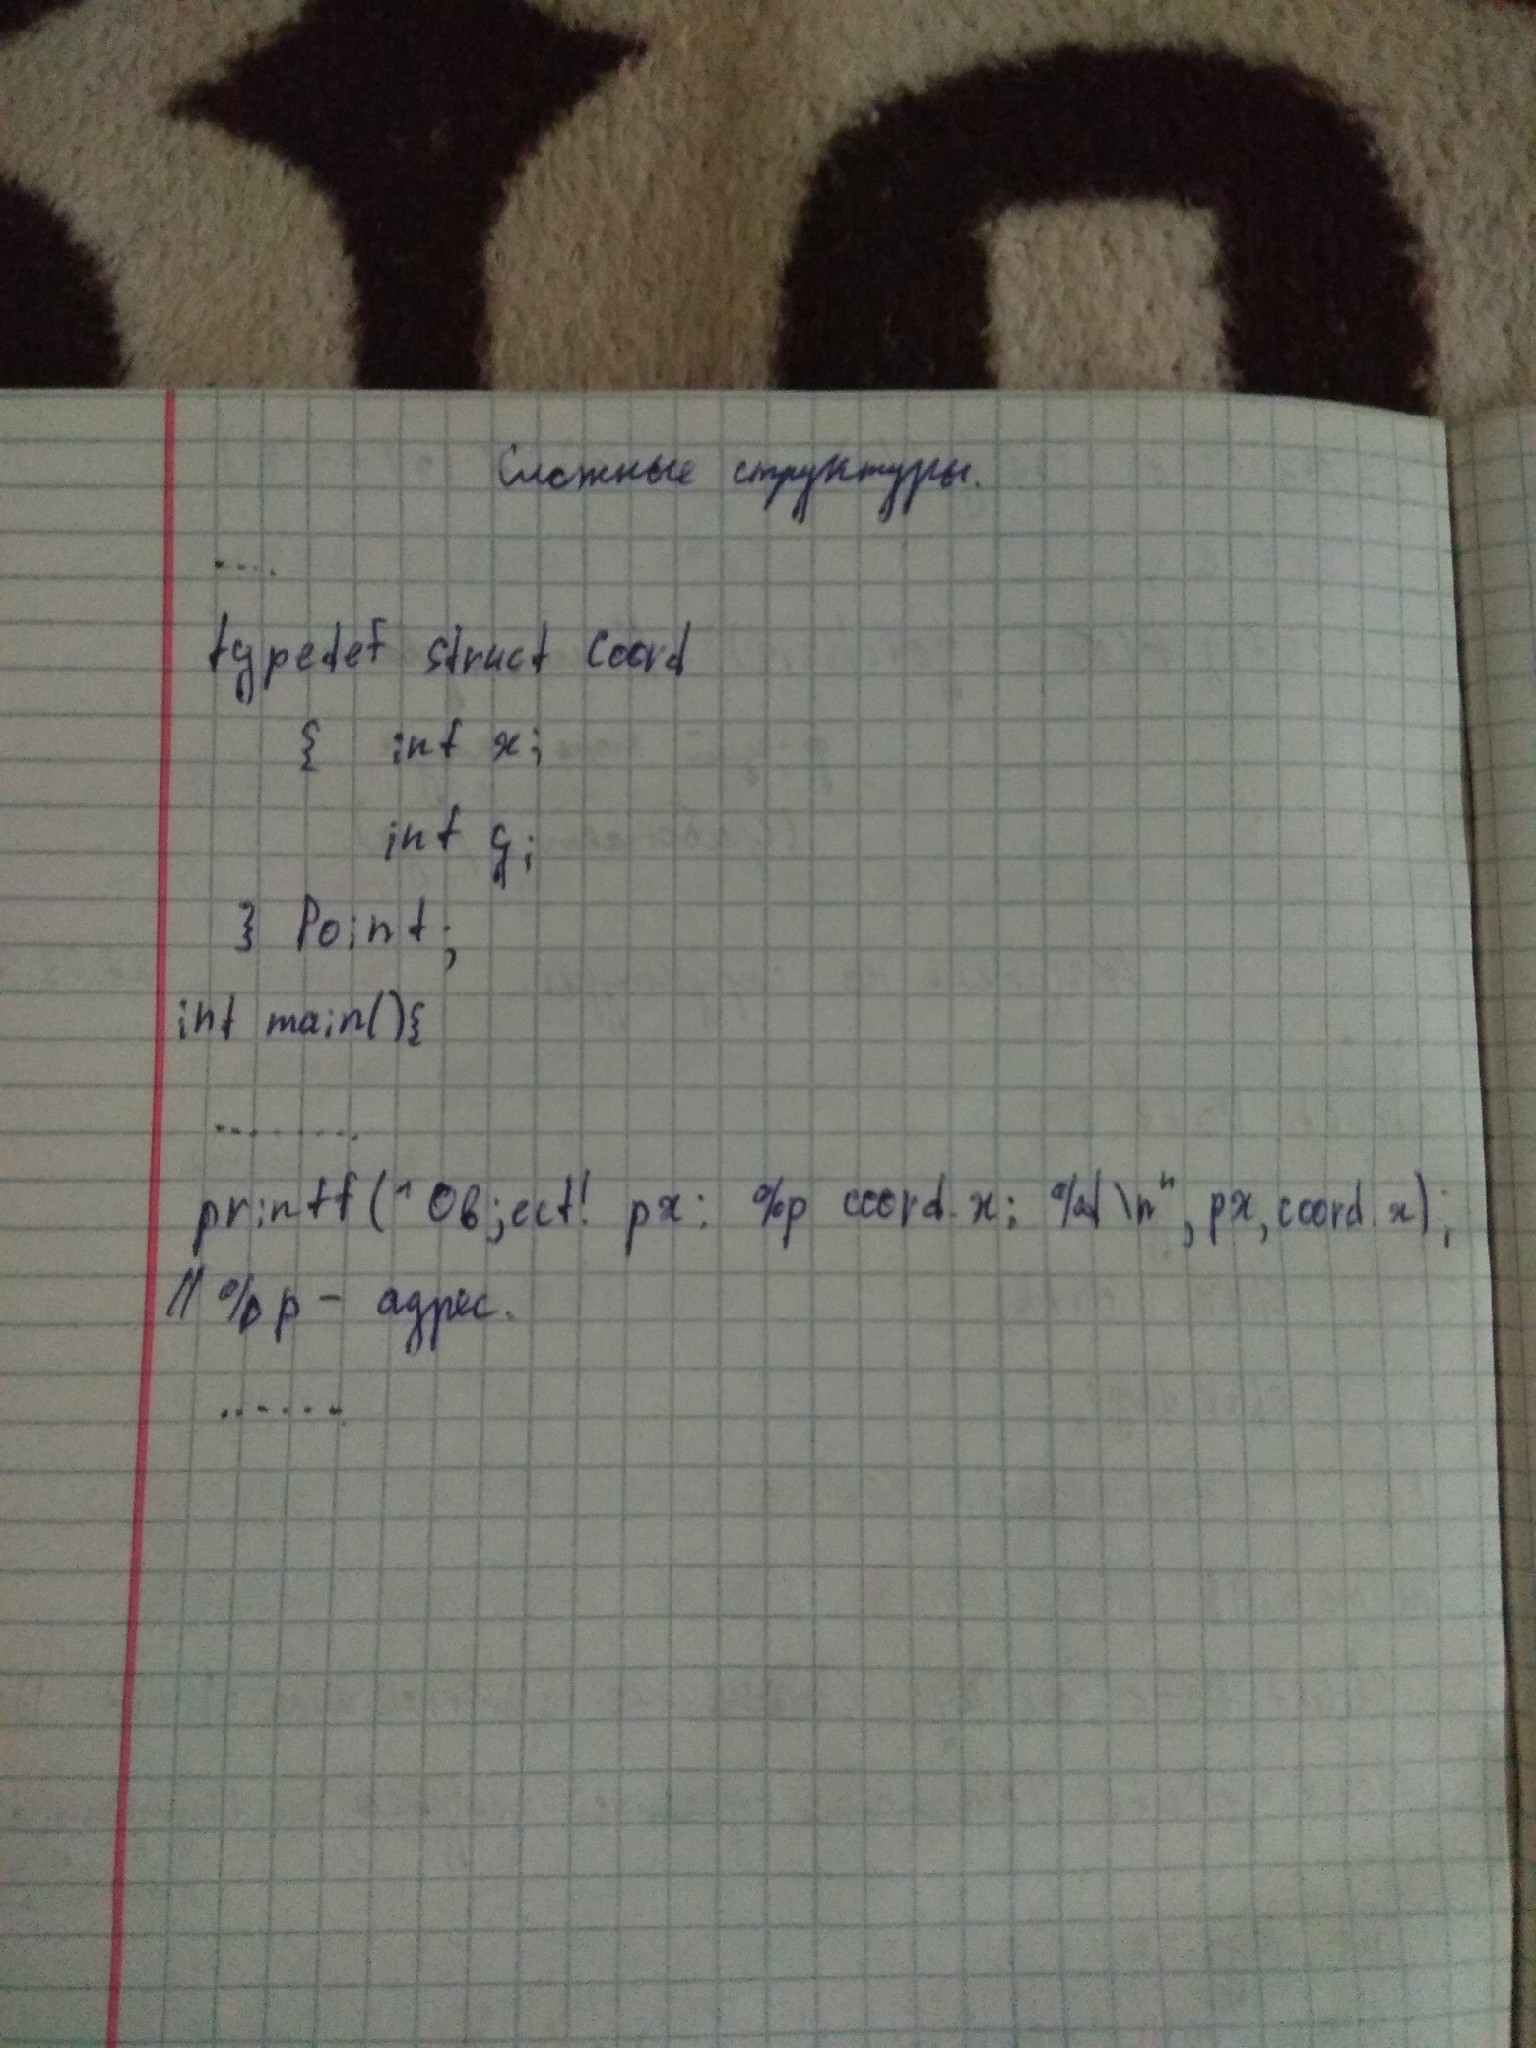 Сложные структуры.
....
typedef struct Coord
{ int x;
int y;
} Point;
int main(){
........
printf("Object! px: %p coord.x; %d\n", px, coord.x);
// %p - адрес.
......